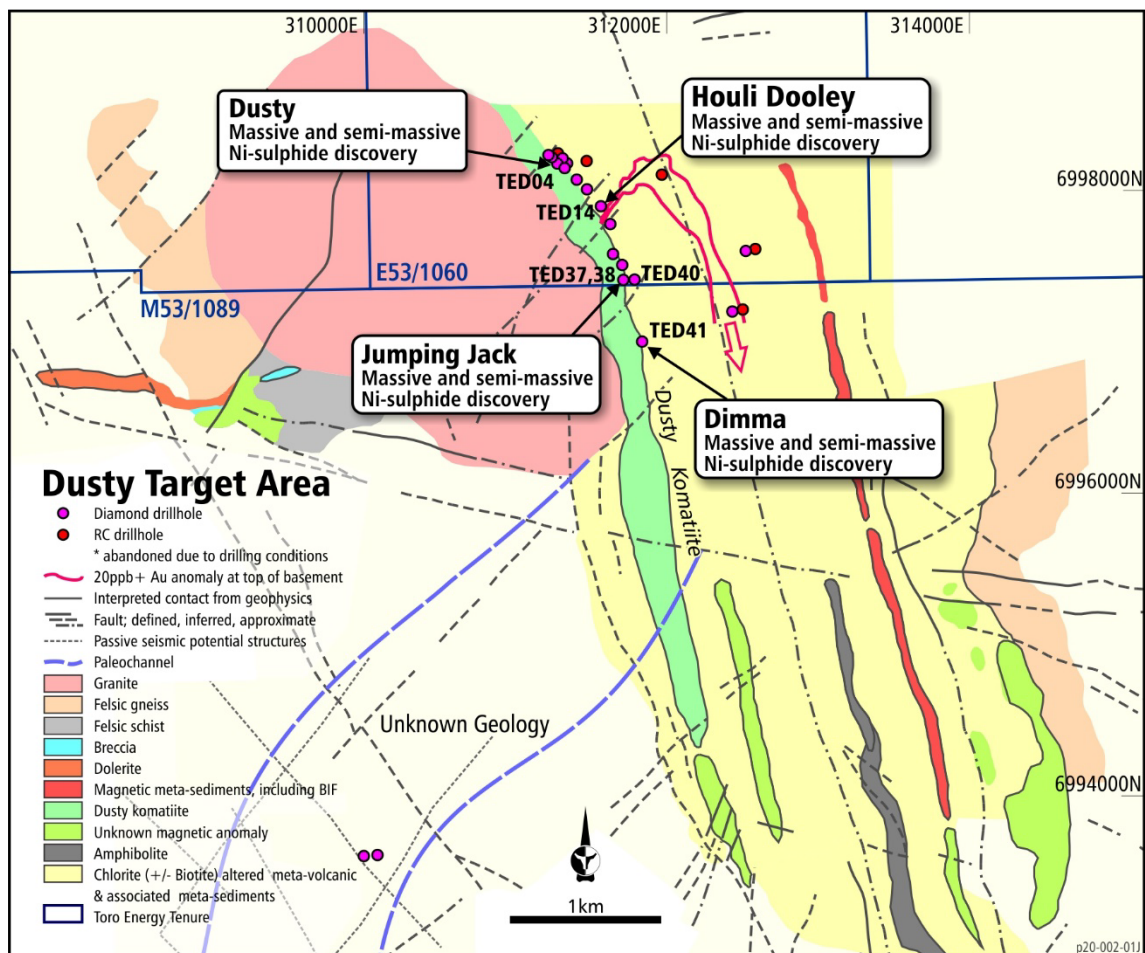 310000E
312000E
314000E
Dusty
Massive and semi-massive
Ni-sulphide discovery
Houli Dooley
Massive and semi-massive
Ni-sulphide discovery
TED04
6998000N
TED14
E53/1060
TED37,38
TED40
M53/1089
TED41
Jumping Jack
Massive and semi-massive
Ni-sulphide discovery
Dimma
Massive and semi-massive
Ni-sulphide discovery
Dusty Komatiite
6996000N
Dusty Target Area
Diamond drillhole
RC drillhole
* abandoned due to drilling conditions
20ppb+ Au anomaly at top of basement
Interpreted contact from geophysics
Fault; defined, inferred, approximate
Passive seismic potential structures
Paleochannel
Granite
Felsic gneiss
Felsic schist
Breccia
Dolerite
Magnetic meta-sediments, including BIF
Dusty komatiite
Unknown magnetic anomaly
Amphibolite
Chlorite (+/- Biotite) altered meta-volcanic
& associated meta-sediments
Toro Energy Tenure
Unknown Geology
6994000N
1km
p20-002-01J